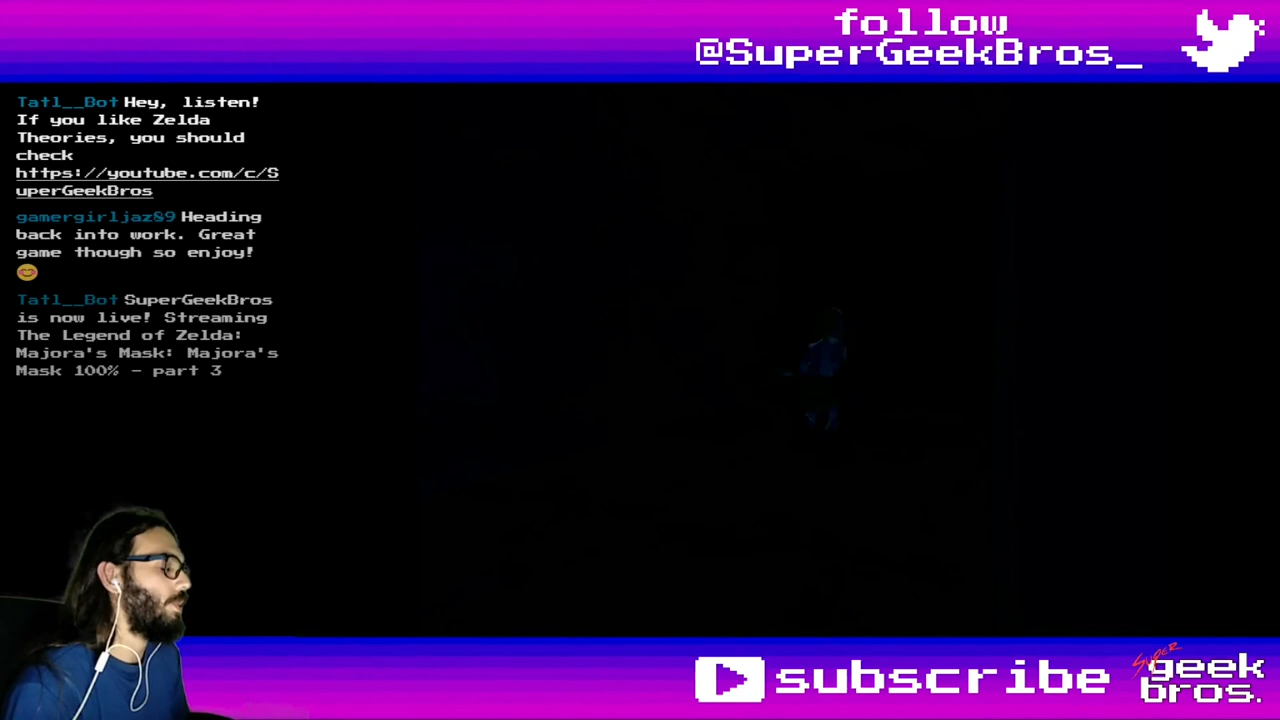 follow
@SuperGeekBros_
Tatl__Bot Hey, listen!
If you like Zelda
Theories, you should
check
https://youtube.com/c/S
uperGeekBros
gamergirljaz89 Heading
back into work. Great
game though so enjoy!
Tatl__Bot SuperGeekBros
is now live! Streaming
The Legend of Zelda:
Majora's Mask: Majora's
Mask 100% - part 3
subscribe
SUPER
geek
bros.